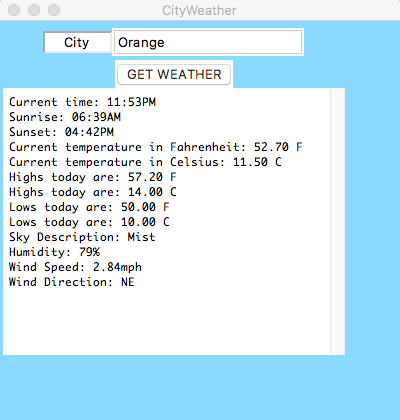 CityWeather
City Orange
GET WEATHER
Current time: 11:53PM
Sunrise: 06:39AM
Sunset: 04:42PM
Current temperature in Fahrenheit: 52.70 F
Current temperature in Celsius: 11.50 C
Highs today are: 57.20 F
Highs today are: 14.00 C
Lows today are: 50.00 F
Lows today are: 10.00 C
Sky Description: Mist
Humidity: 79%
Wind Speed: 2.84mph
Wind Direction: NE